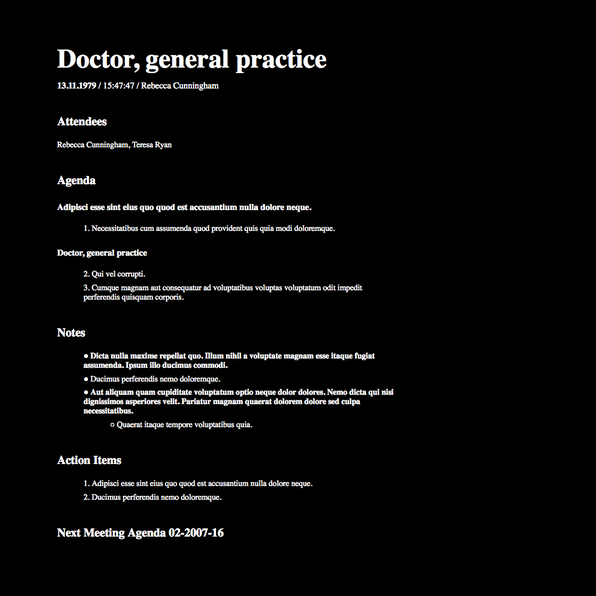 Doctor, general practice
13.11.1979 / 15:47:47 / Rebecca Cunningham
Attendees
Rebecca Cunningham, Teresa Ryan
Agenda
Adipisci esse sint eius quo quod est accusantium nulla dolore neque.
1. Necessitatibus cum assumenda quod provident quis quia modi doloremque.
Doctor, general practice
2. Qui vel corrupti.
3. Cumque magnam aut consequatur ad voluptatibus voluptas voluptatum odit impedit
perferendis quisquam corporis.
Notes
● Dicta nulla maxime repellat quo. Illum nihil a voluptate magnam esse itaque fugiat
assumenda. Ipsum illo ducimus commodi.
● Ducimus perferendis nemo doloremque.
● Aut aliquam quam cupiditate voluptatum optio neque dolor dolores. Nemo dicta qui nisi
dignissimos asperiores velit. Pariatur magnam quaerat dolorem dolore sed culpa
necessitatibus.
○ Quaerat itaque tempore voluptatibus quia.
Action Items
1. Adipisci esse sint eius quo quod est accusantium nulla dolore neque.
2. Ducimus perferendis nemo doloremque.
Next Meeting Agenda 02-2007-16